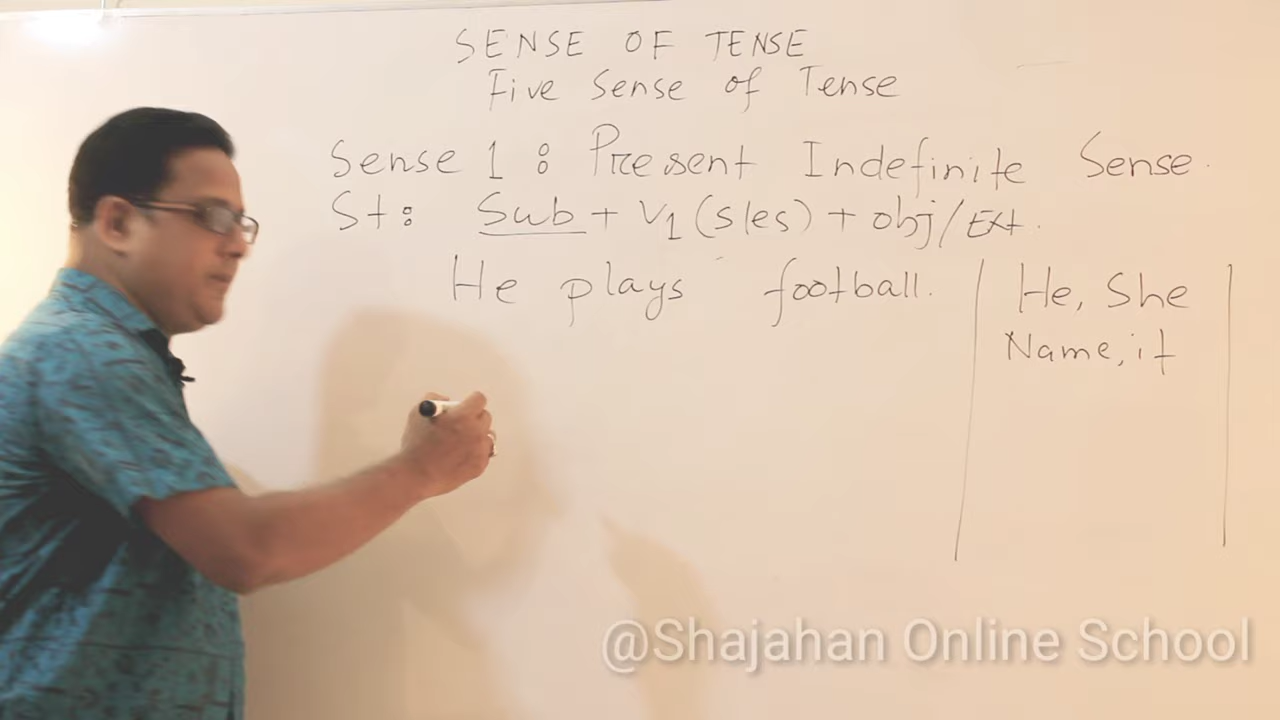 SENSE OF TENSE
Five Sense of Tense
Sense 1 : Present Indefinite Sense.
St: Sub + V1 (s/es) + obj/Ext.
He plays football.
He, She
Name, it
@Shajahan Online School